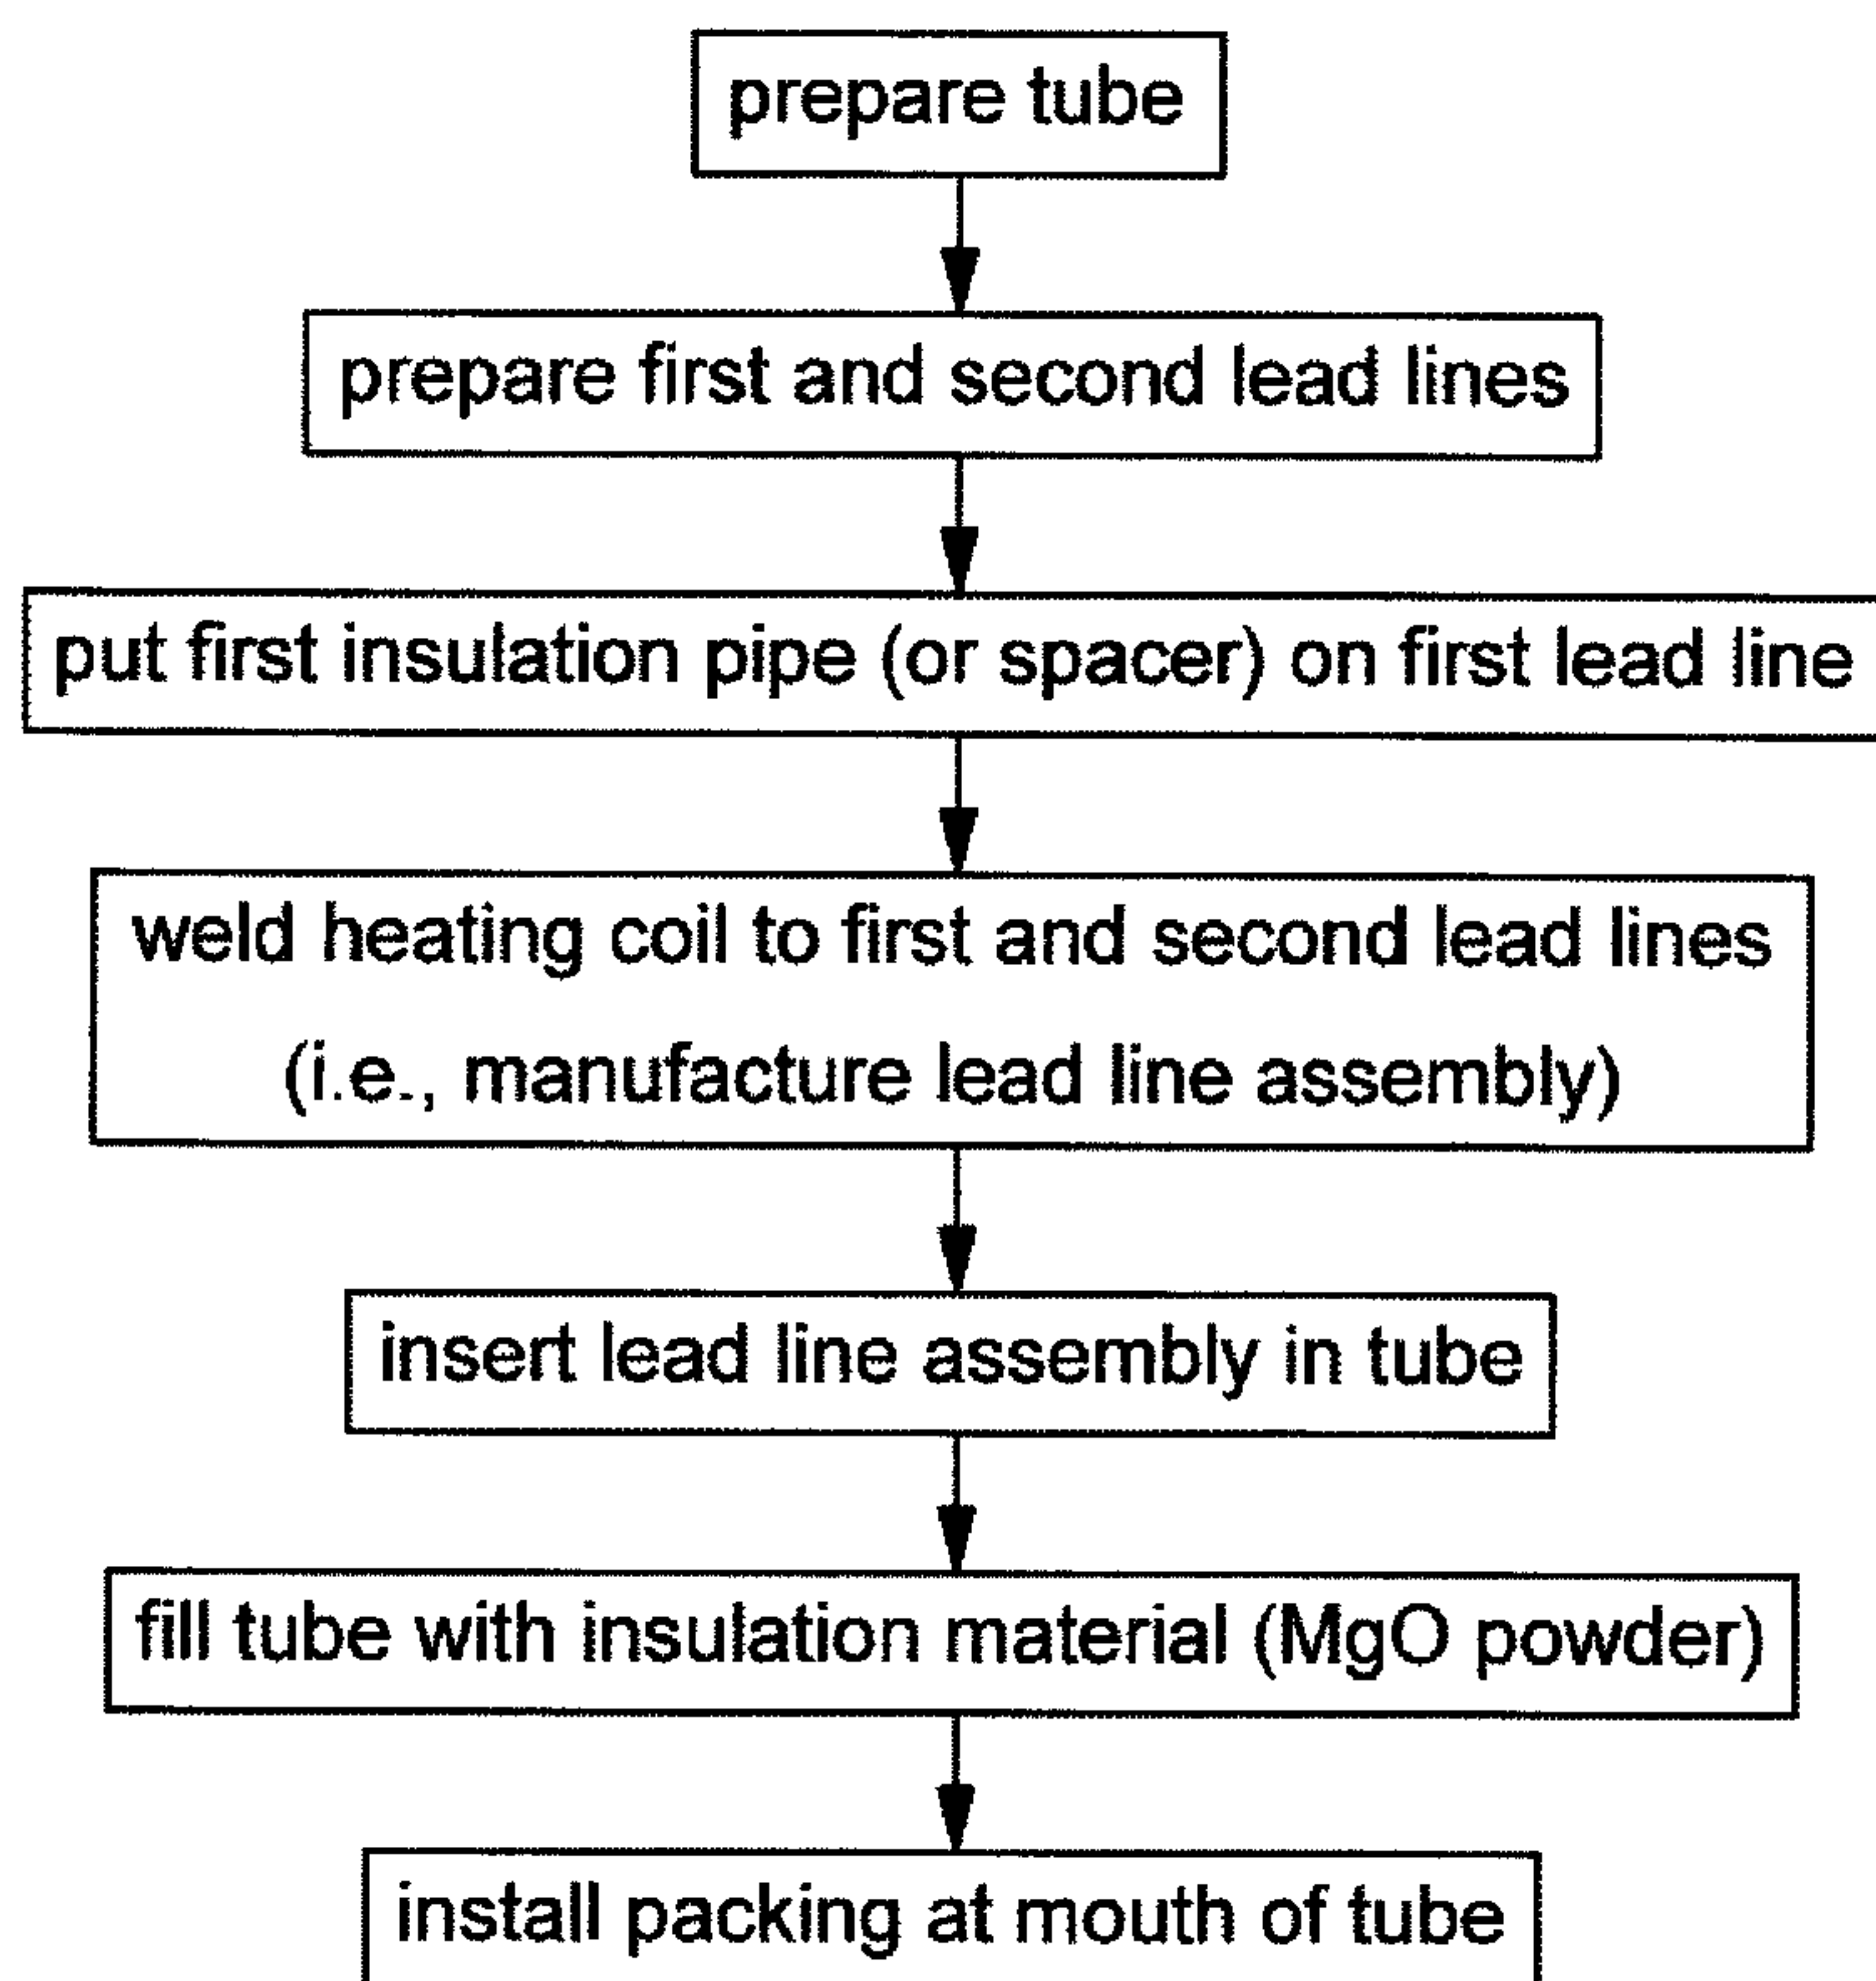 prepare tube
prepare first and second lead lines
put first insulation pipe (or spacer) on first lead line
weld heating coil to first and second lead lines
(i.e., manufacture lead line assembly)
insert lead line assembly in tube
fill tube with insulation material (MgO powder)
install packing at mouth of tube